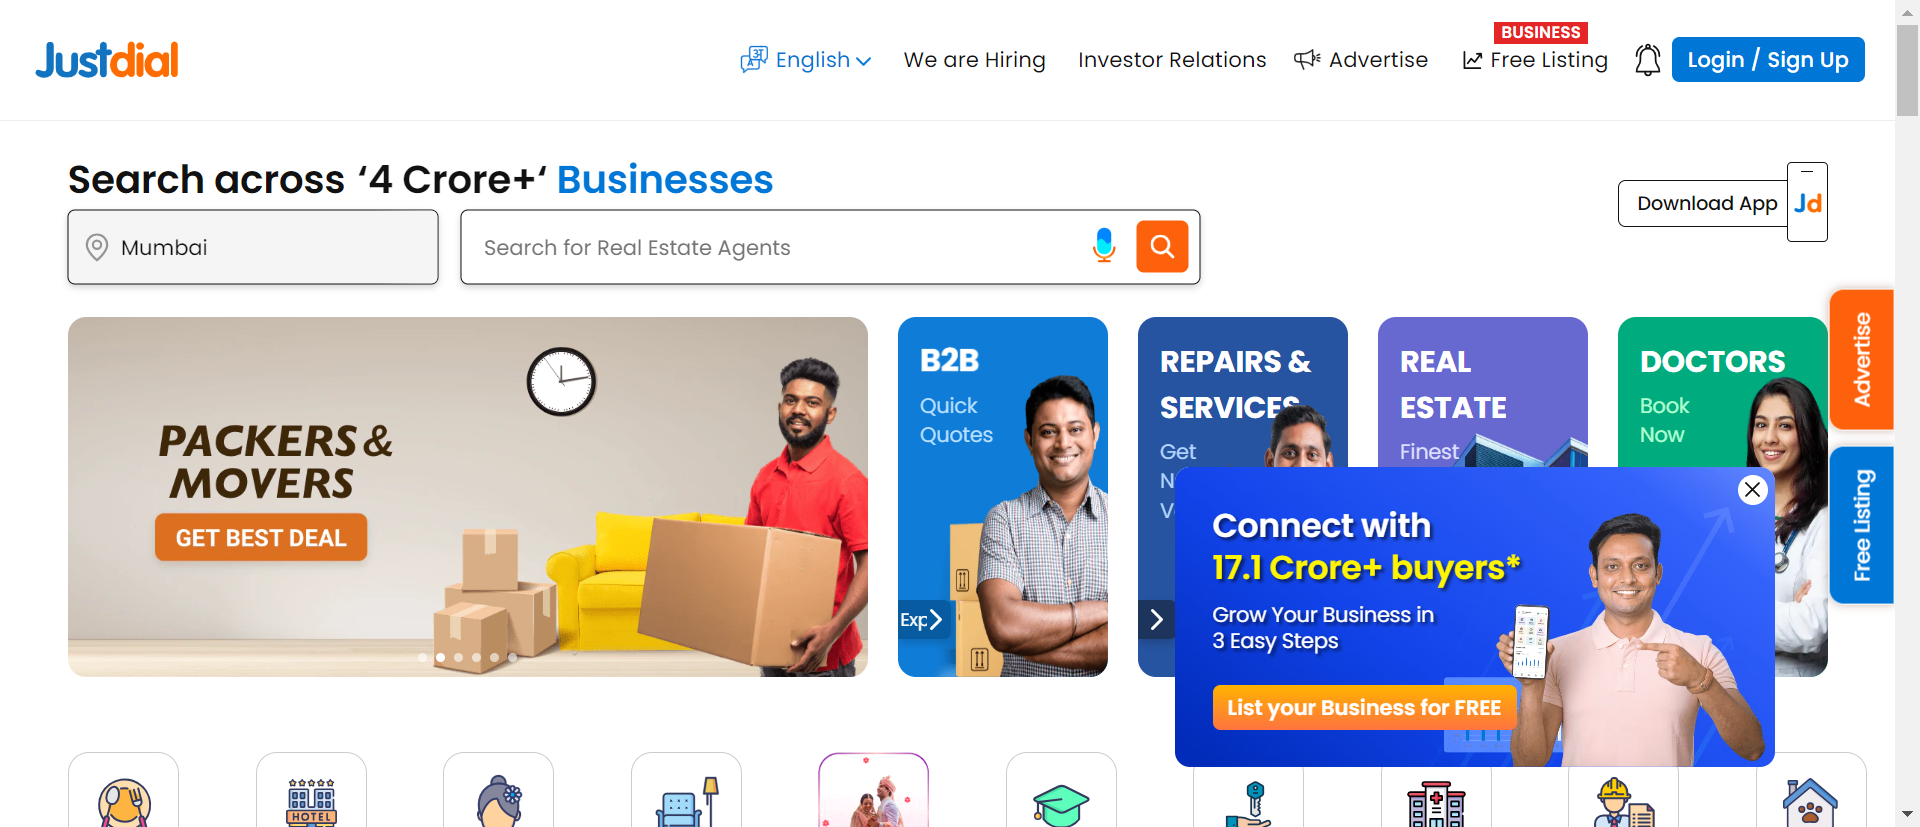 Justdial
English
We are Hiring
Investor Relations
Advertise
BUSINESS
Free Listing
Login / Sign Up
Search across ‘4 Crore+‘ Businesses
Mumbai
Search for Real Estate Agents
Download App
Jd
PACKERS &
MOVERS
GET BEST DEAL
B2B
Quick
Quotes
Exp
REPAIRS &
SERVICES
Get
REAL
ESTATE
Finest
DOCTORS
Book
Now
Advertise
Free Listing
Connect with
17.1 Crore+ buyers*
Grow Your Business in
3 Easy Steps
List your Business for FREE
HOTEL